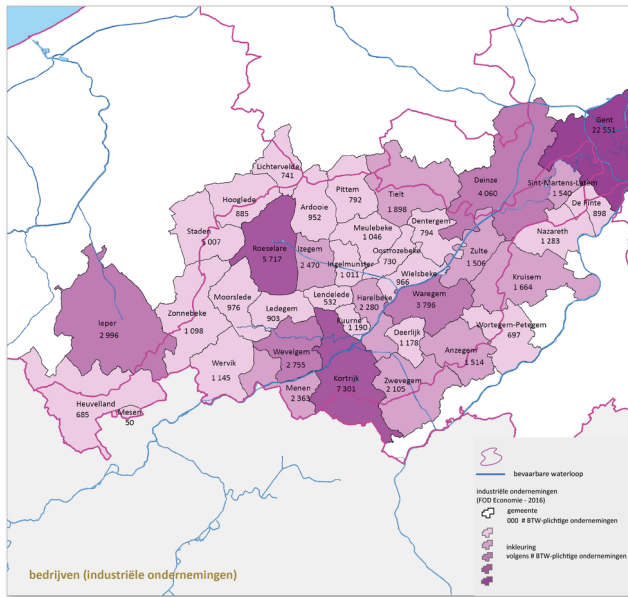 Gent
22 551
Lichtervelde
741
Pittem
792
Tielt
1 898
Deinze
4 060
Sint-Martens-Latem
1 540
De Pinte
898
Hooglede
885
Ardooie
952
Meulebeke
1 046
Dentergem
794
Nazareth
1 283
Staden
1 007
Roeselare
5 717
Izegem
2 470
Ingelmunster
1 011
Oostrozebeke
730
Wielsbeke
966
Zulte
1 506
Kruisem
1 664
Ieper
2 996
Zonnebeke
1 098
Moorslede
976
Ledegem
903
Lendelede
532
Harelbeke
2 280
Kuurne
1 190
Waregem
3 796
Deerlijk
1 178
Wortegem-Petegem
697
Anzegem
1 514
Wervik
1 145
Wevelgem
2 755
Menen
2 363
Kortrijk
7 301
Zwevegem
2 105
Heuvelland
685
Mesen
50
bevaarbare waterloop
industriële ondernemingen
(FOD Economie - 2016)
gemeente
000 # BTW-plichtige ondernemingen
inkleuring
volgens # BTW-plichtige ondernemingen
bedrijven (industriële ondernemingen)